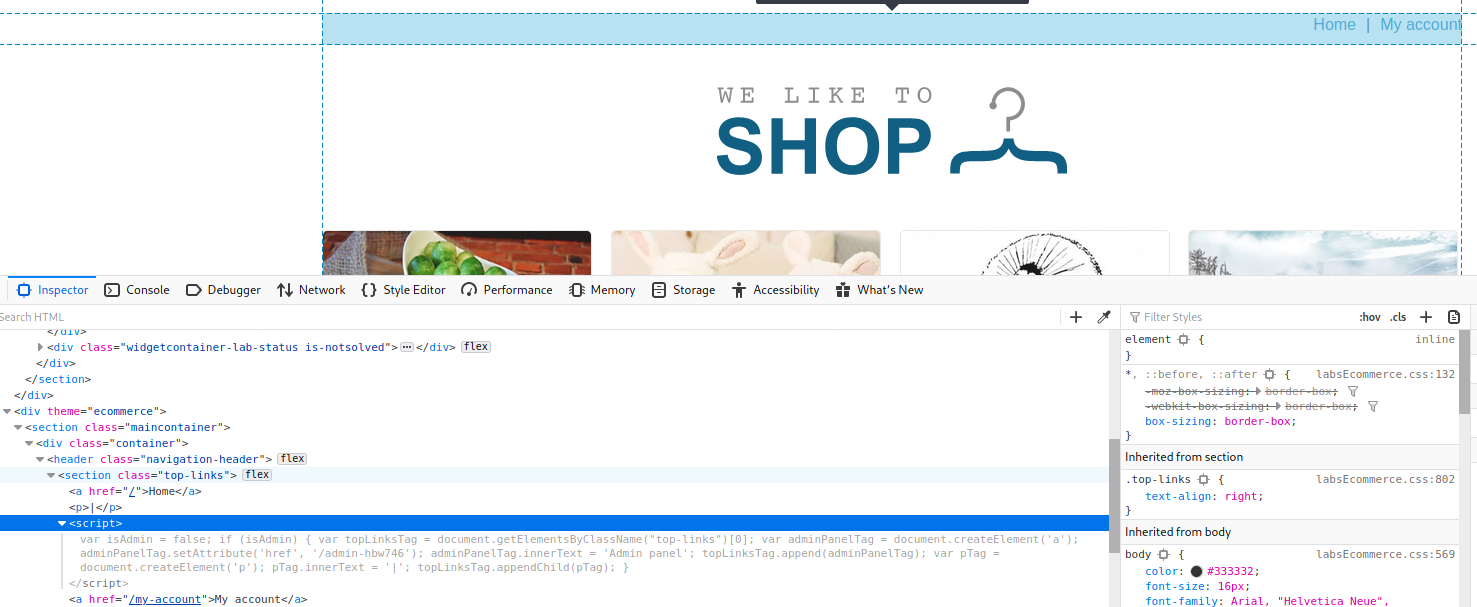 Home | My account
WE LIKE TO
SHOP
Inspector Console Debugger Network Style Editor Performance Memory Storage Accessibility What's New
Search HTML
Filter Styles :hov .cls
</div>
<div class="widgetcontainer-lab-status is-notsolved"> </div> flex
</div>
</section>
</div>
<div theme="ecommerce">
<section class="maincontainer">
<div class="container">
<header class="navigation-header"> flex
<section class="top-links"> flex
<a href="/">Home</a>
<p>|</p>
<script>
var isAdmin = false; if (isAdmin) { var topLinksTag = document.getElementsByClassName("top-links")[0]; var adminPanelTag = document.createElement('a');
adminPanelTag.setAttribute('href', '/admin-hbw746'); adminPanelTag.innerText = 'Admin panel'; topLinksTag.append(adminPanelTag); var pTag =
document.createElement('p'); pTag.innerText = '|'; topLinksTag.appendChild(pTag); }
</script>
<a href="/my-account">My account</a>
element { inline
}
*, ::before, ::after { labsEcommerce.css:132
-moz-box-sizing: border-box;
-webkit-box-sizing: border-box;
box-sizing: border-box;
}
Inherited from section
.top-links { labsEcommerce.css:802
text-align: right;
}
Inherited from body
body { labsEcommerce.css:569
color: #333332;
font-size: 16px;
font-family: Arial, "Helvetica Neue",